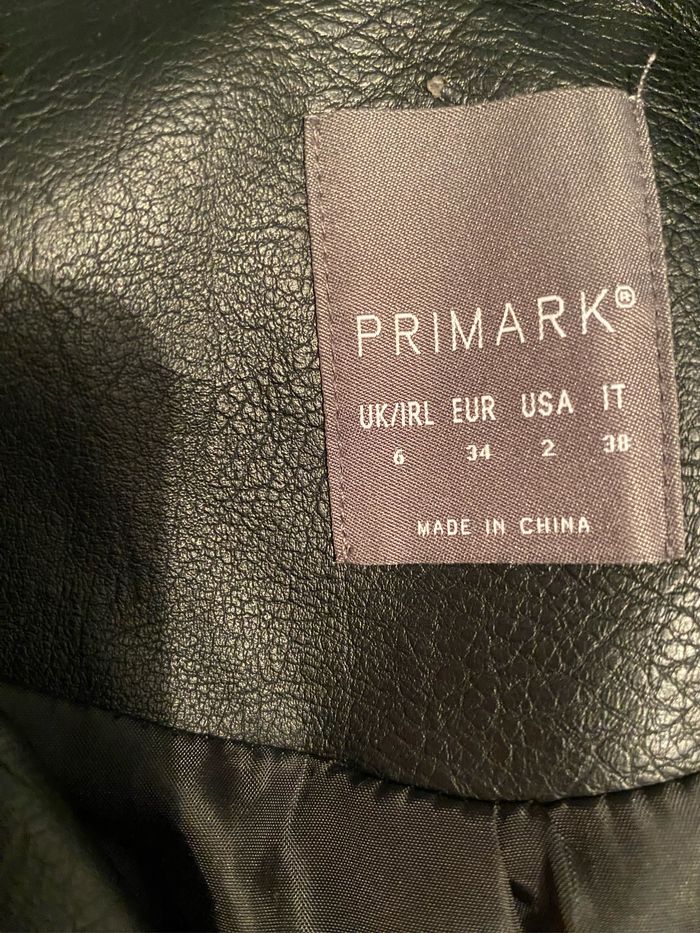 PRIMARK®
UK/IRL EUR USA IT
6 34 2 38
MADE IN CHINA